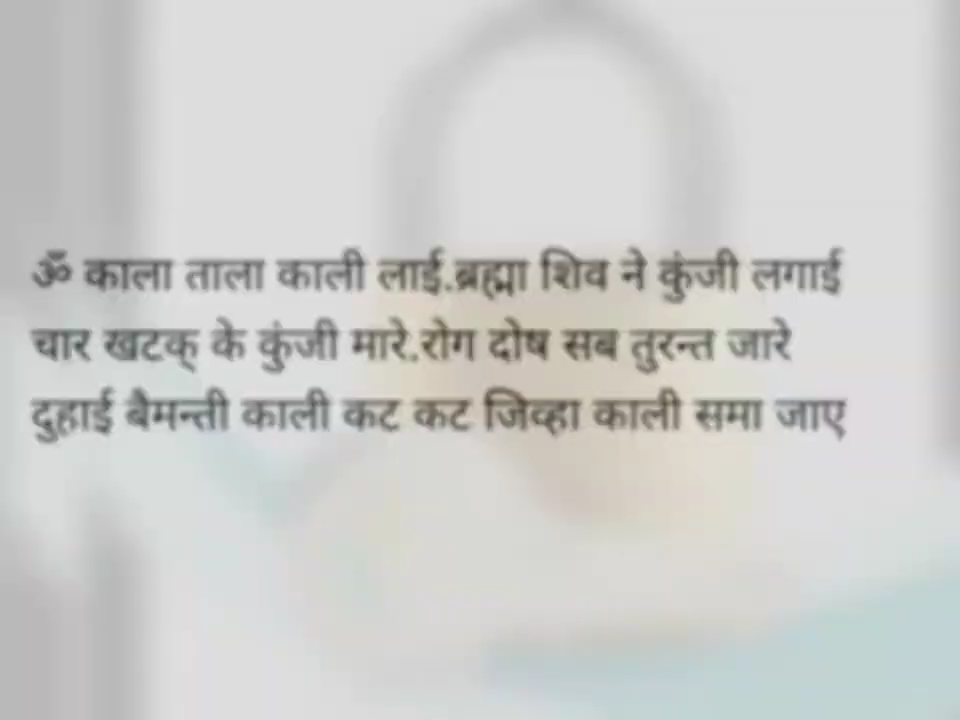 ॐ काला ताला काली लाई.ब्रह्मा शिव ने कुंजी लगाई
चार खटक् के कुंजी मारे.रोग दोष सब तुरन्त जारे
दुहाई बैमन्ती काली कट कट जिव्हा काली समा जाए